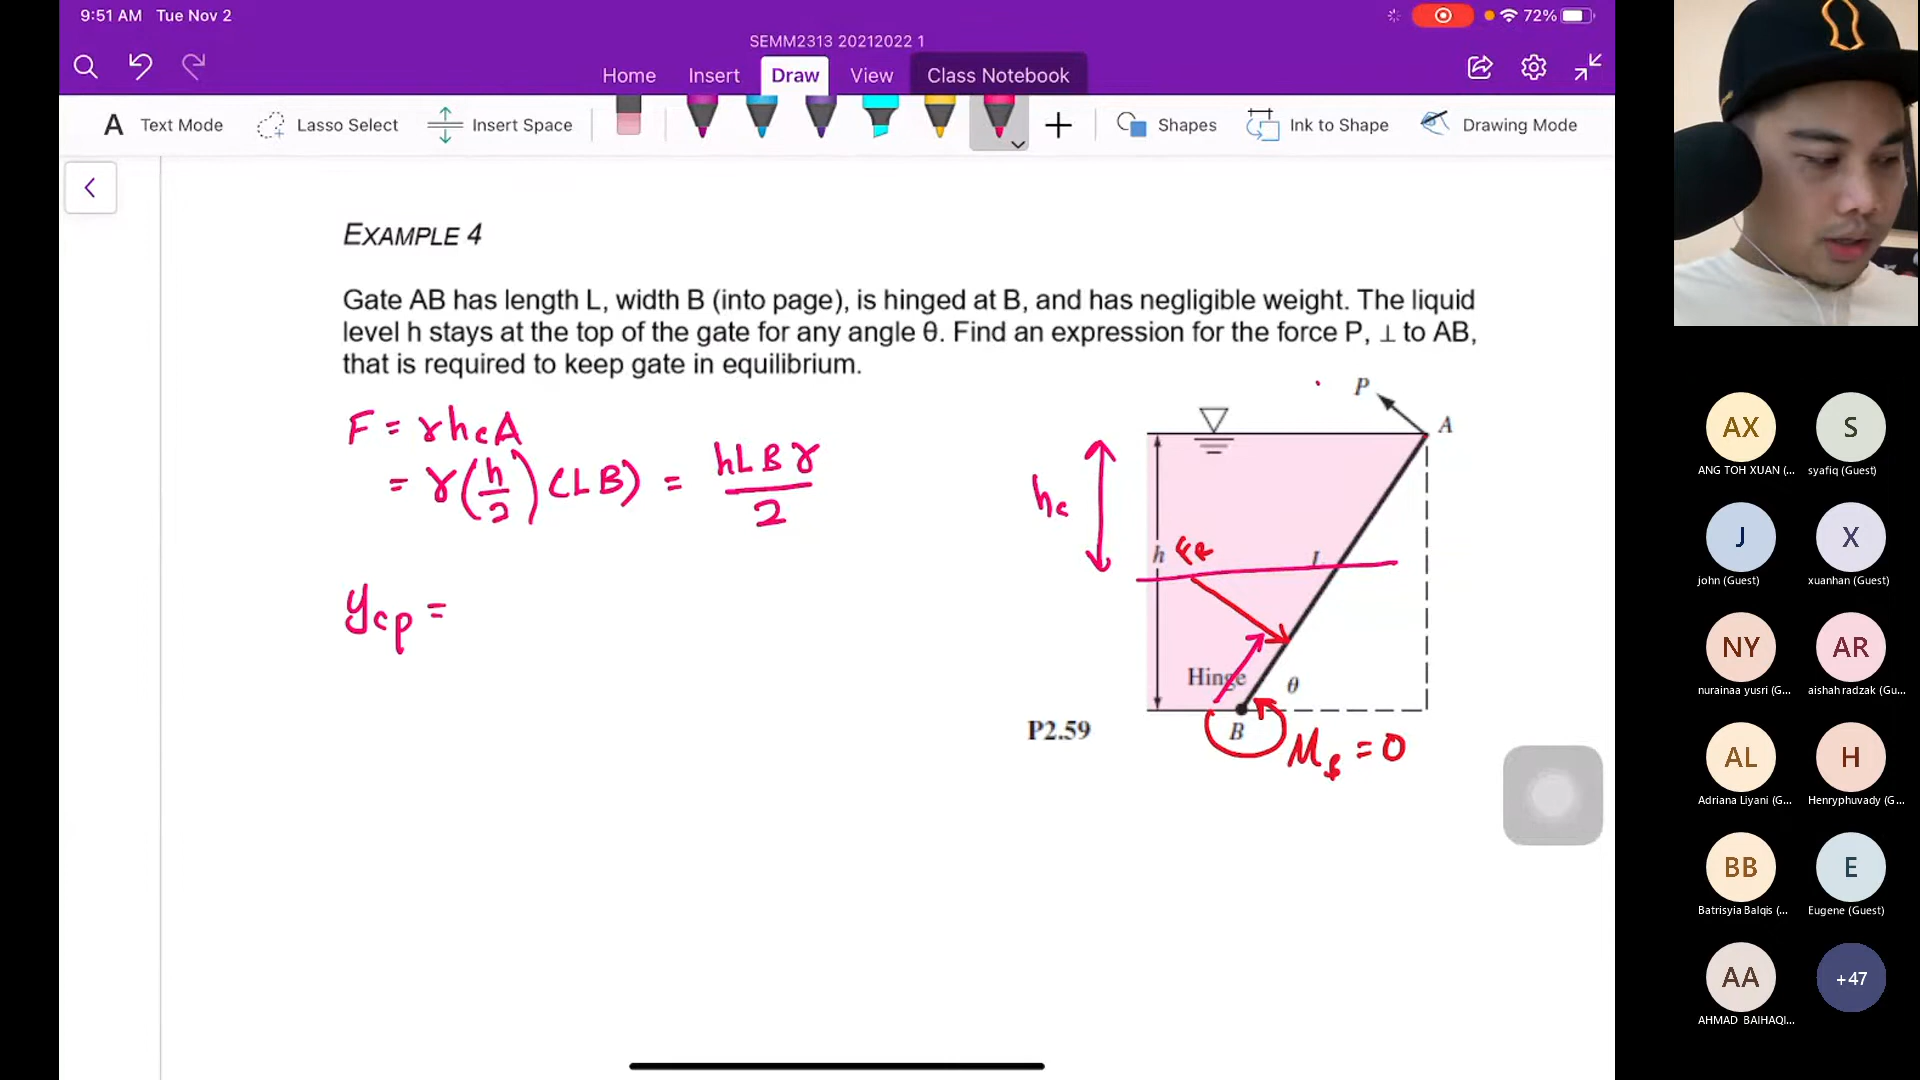 9:51 AM Tue Nov 2
72%
SEMM2313 20212022 1
Home Insert Draw View Class Notebook
A Text Mode Lasso Select Insert Space Shapes Ink to Shape Drawing Mode
EXAMPLE 4
Gate AB has length L, width B (into page), is hinged at B, and has negligible weight. The liquid
level h stays at the top of the gate for any angle θ. Find an expression for the force P, ⊥ to AB,
that is required to keep gate in equilibrium.
F = γhcA
= γ(h/2)(LB) = hLBγ/2
ycp =
P
A
hc
h
FR
L
Hinge
θ
B
P2.59
MB = 0
AX
ANG TOH XUAN (...
S
syafiq (Guest)
J
john (Guest)
X
xuanhan (Guest)
NY
nurainaa yusri (G...
AR
aishah radzak (Gu...
AL
Adriana Liyani (G...
H
Henryphuvady (G...
BB
Batrisyia Balqis (...
E
Eugene (Guest)
AA
AHMAD BAIHAQI...
+47